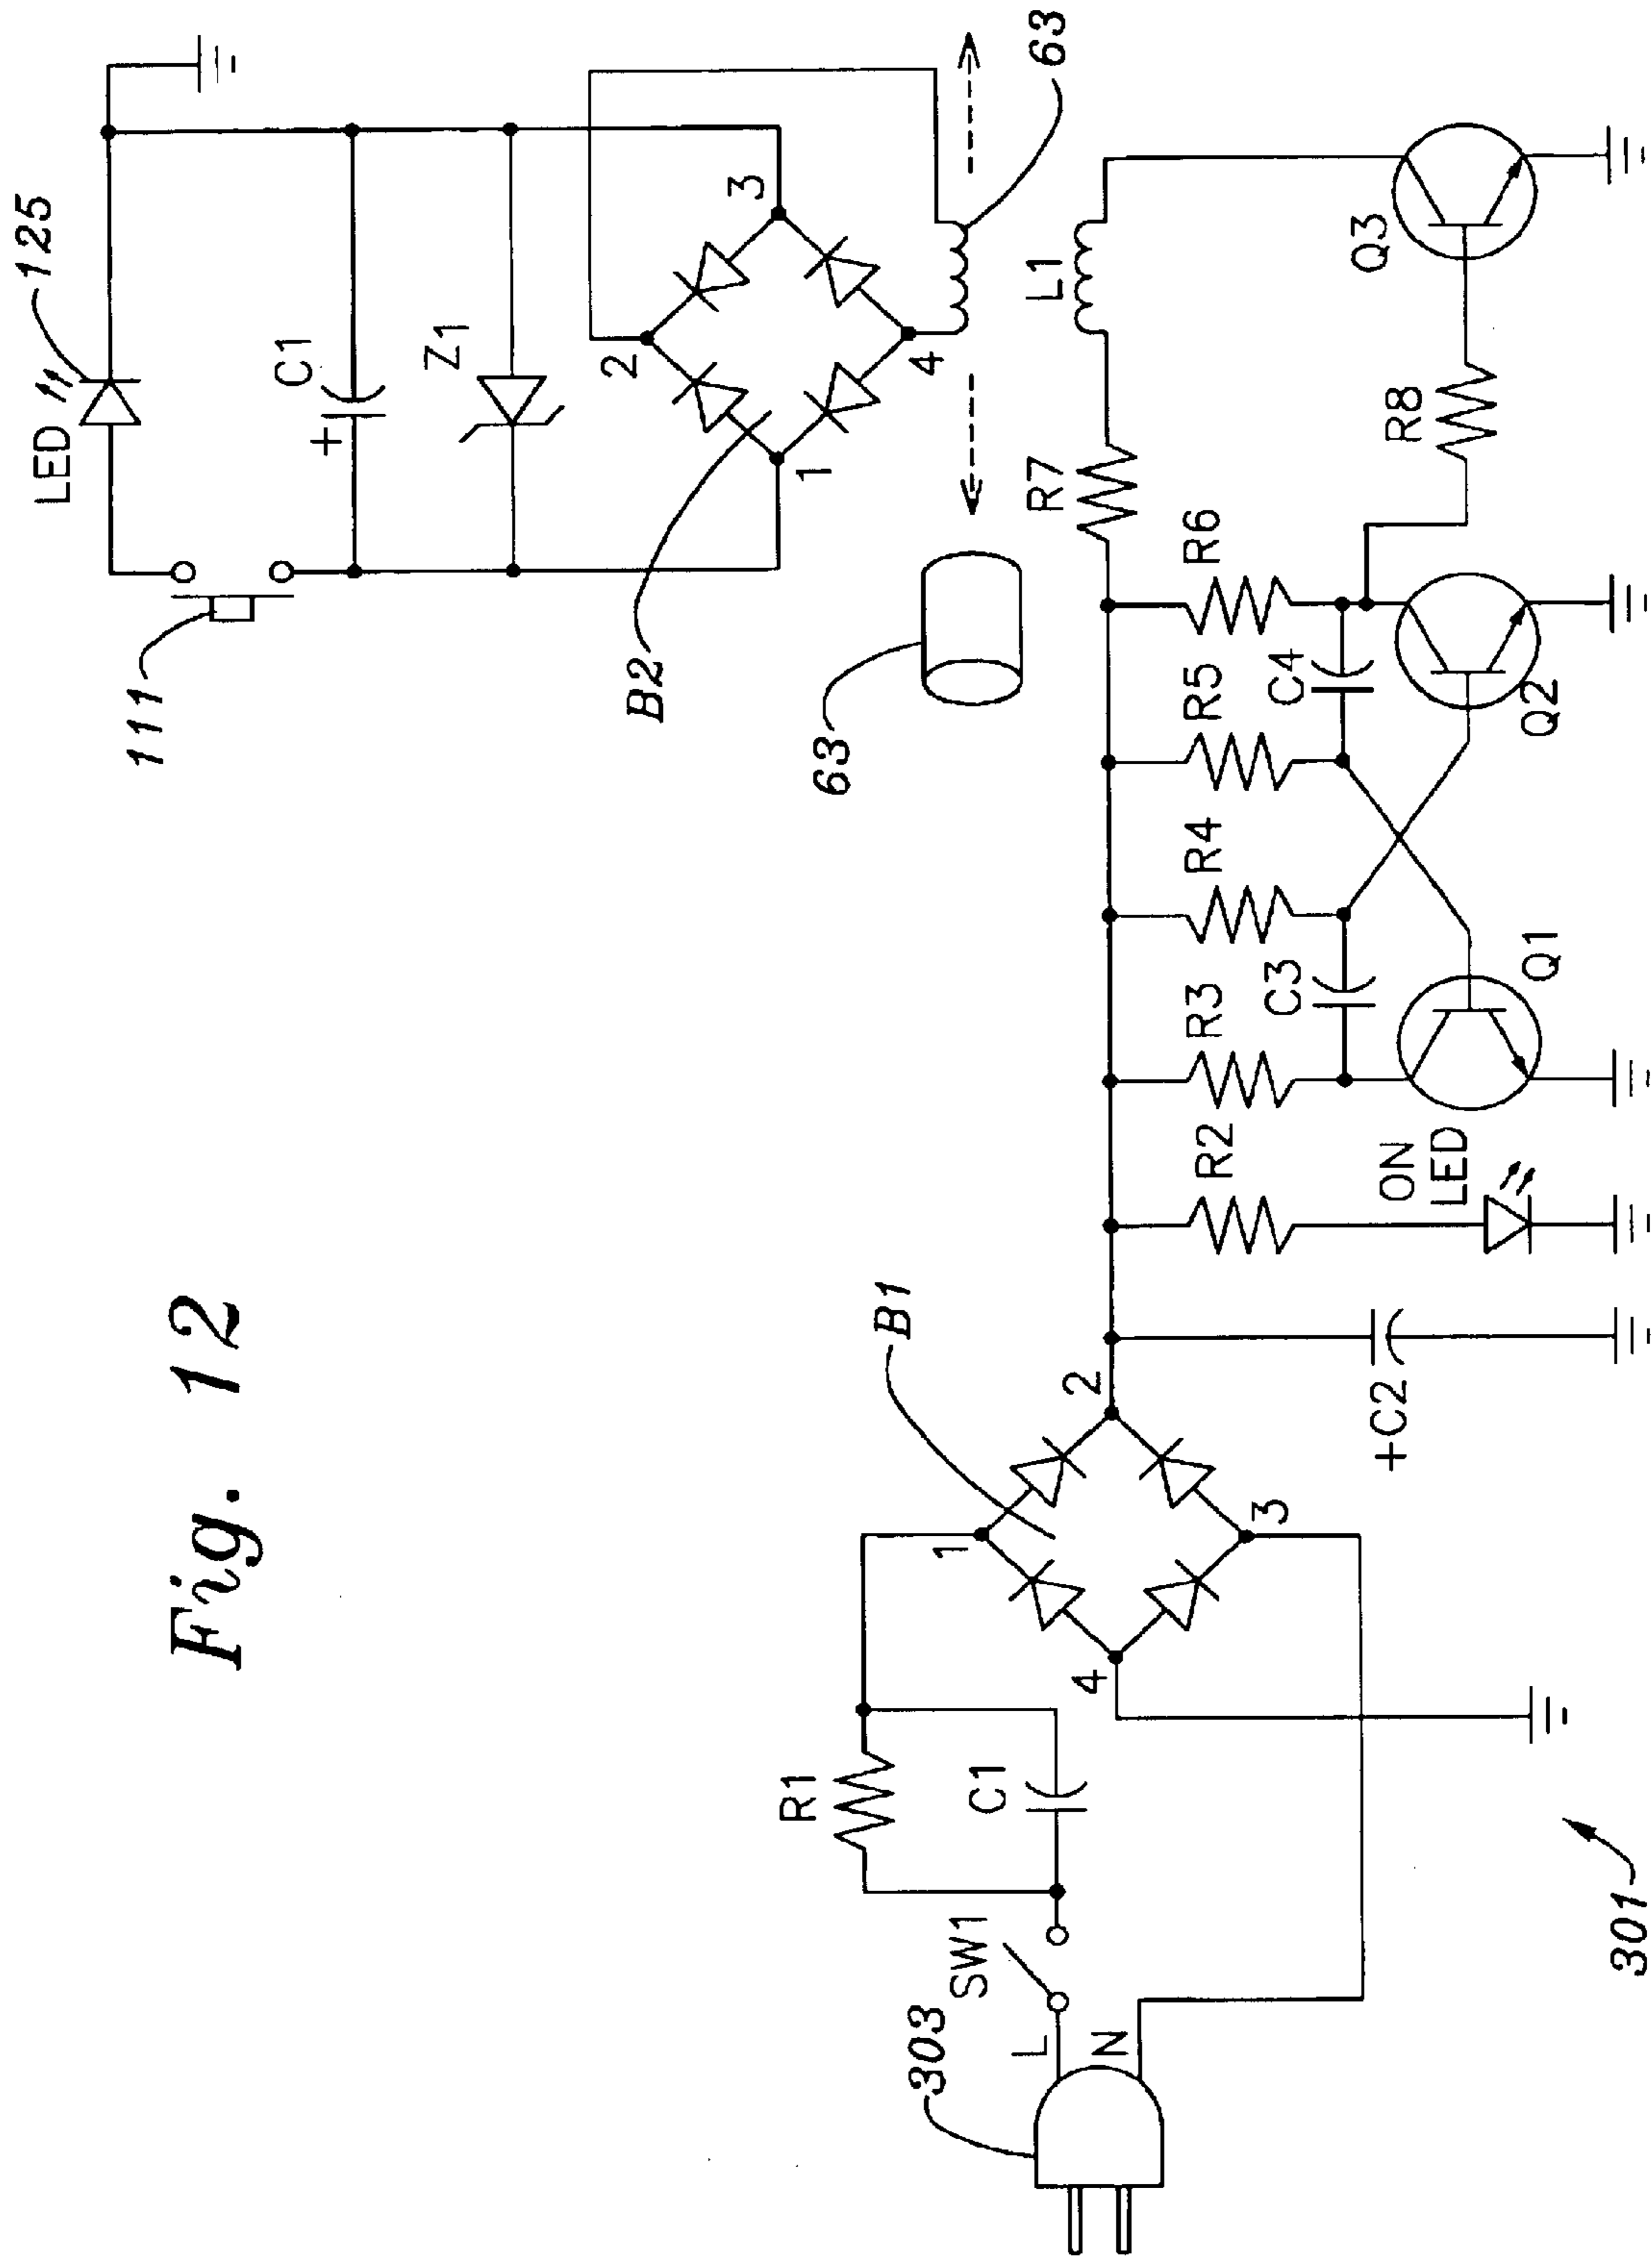 125
LED
111
C1
+
Z1
2
3
1
4
B2
63
63
L1
R7
R6
R5
R4
R3
R2
C4
C3
R8
Q3
Q2
Q1
ON
LED
Fig. 12
B1
2
1
3
4
+C2
R1
C1
SW1
L
N
303
301